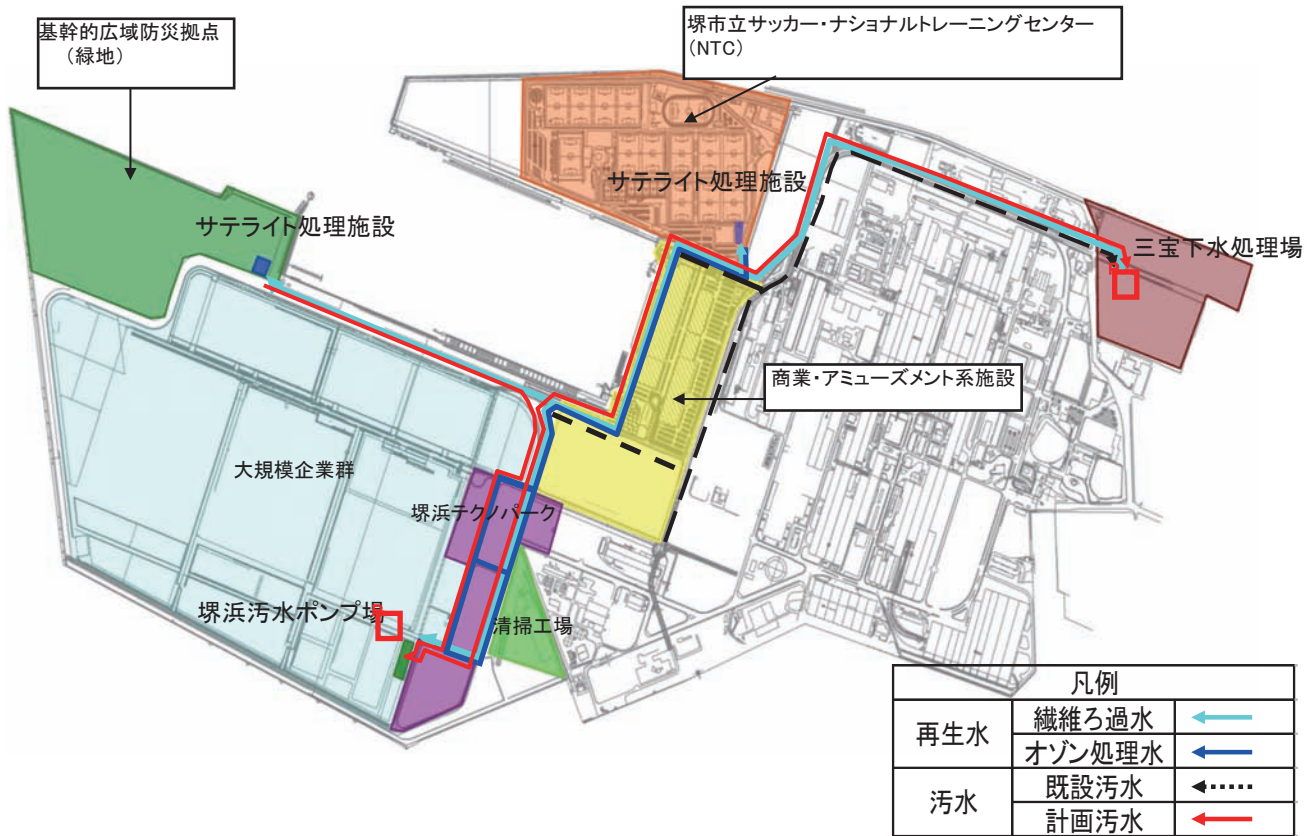 基幹的広域防災拠点
（緑地）
堺市立サッカー・ナショナルトレーニングセンター
（NTC）
サテライト処理施設
サテライト処理施設
三宝下水処理場
商業・アミューズメント系施設
大規模企業群
堺浜テクノパーク
堺浜汚水ポンプ場
清掃工場
凡例
再生水
繊維ろ過水
オゾン処理水
汚水
既設汚水
計画汚水